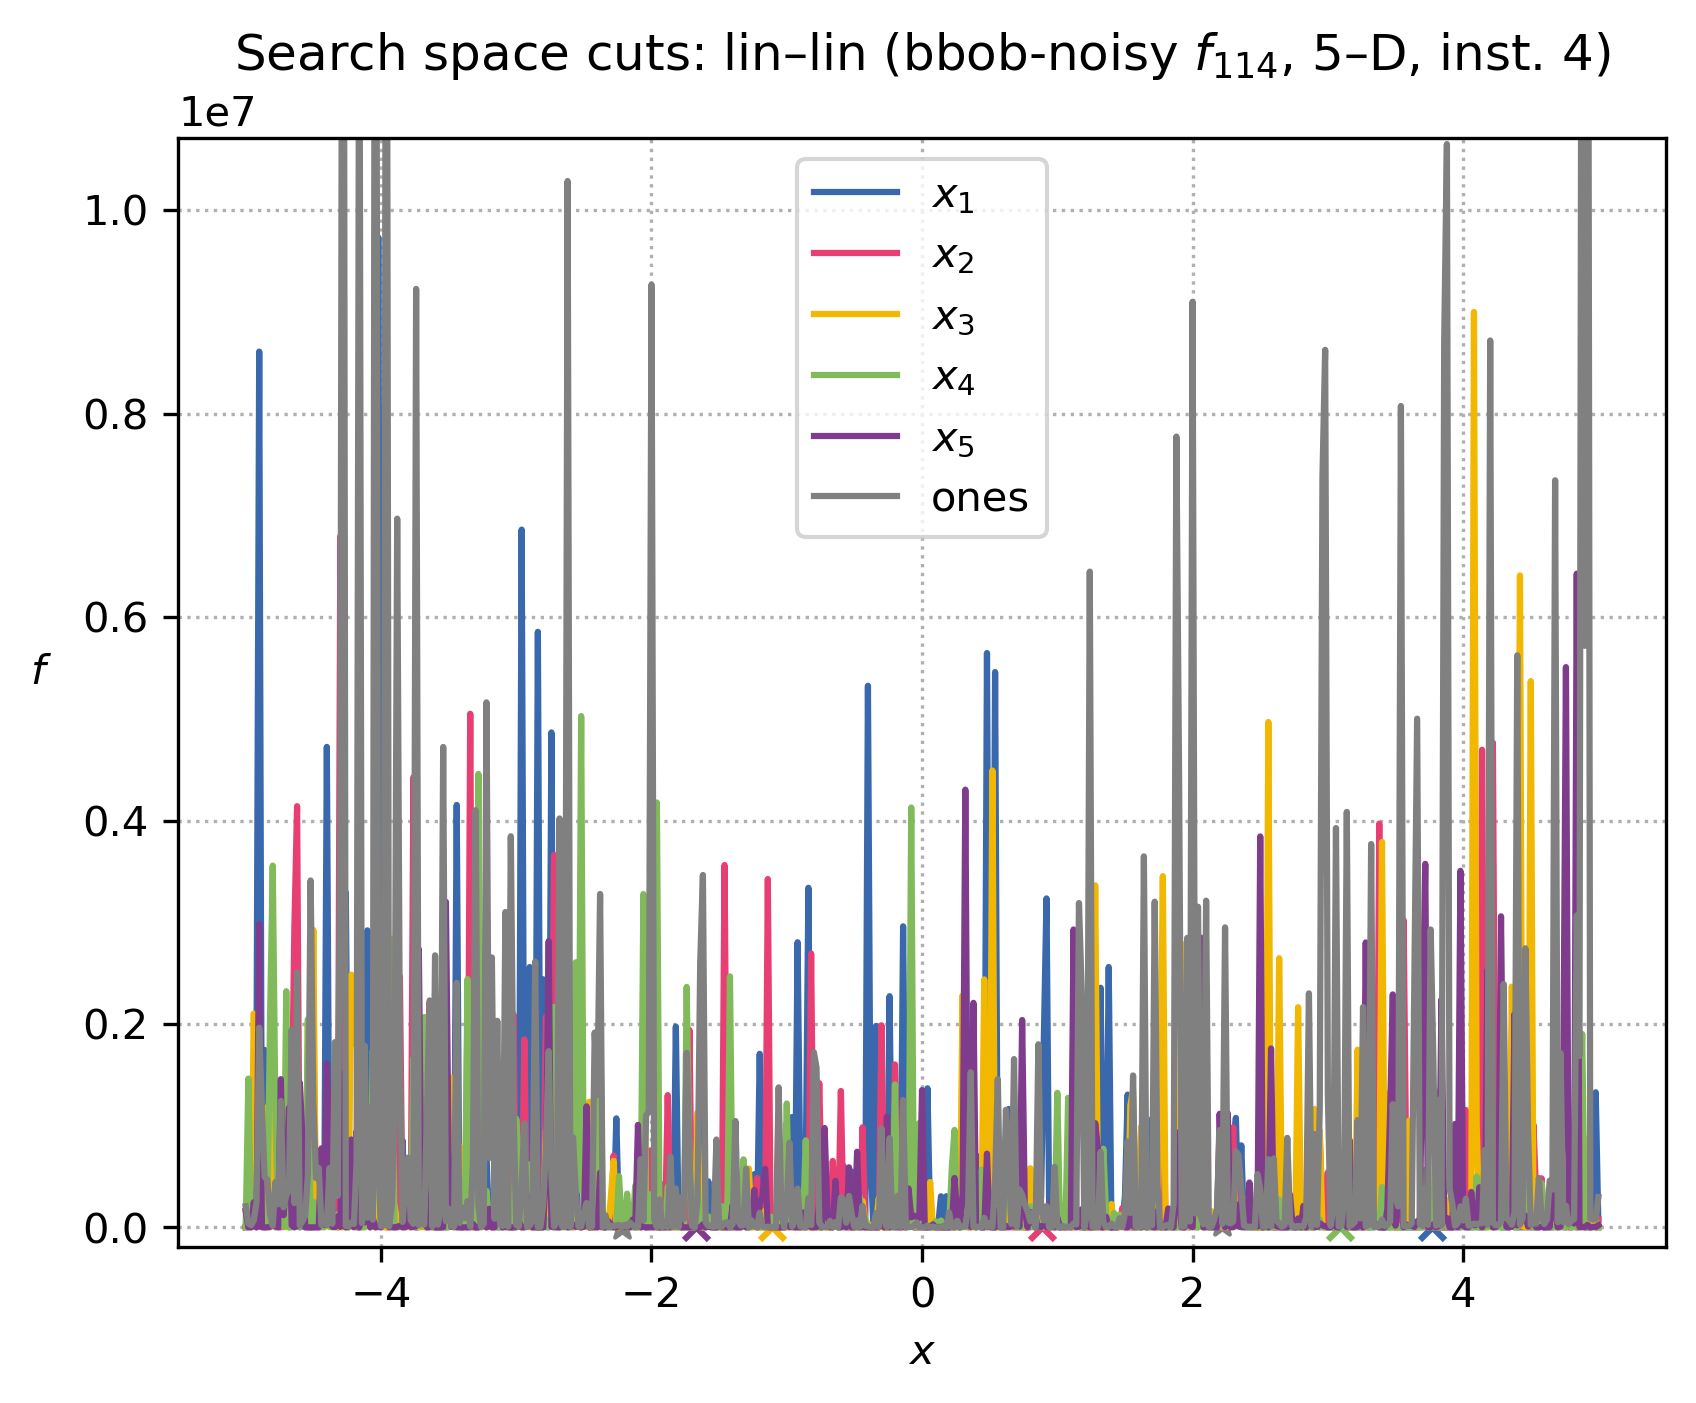 Search space cuts: lin–lin (bbob-noisy f₁₁₄, 5–D, inst. 4)
1e7
1.0
0.8
0.6
0.4
0.2
0.0
f
x₁
x₂
x₃
x₄
x₅
ones
−4 −2 0 2 4
x